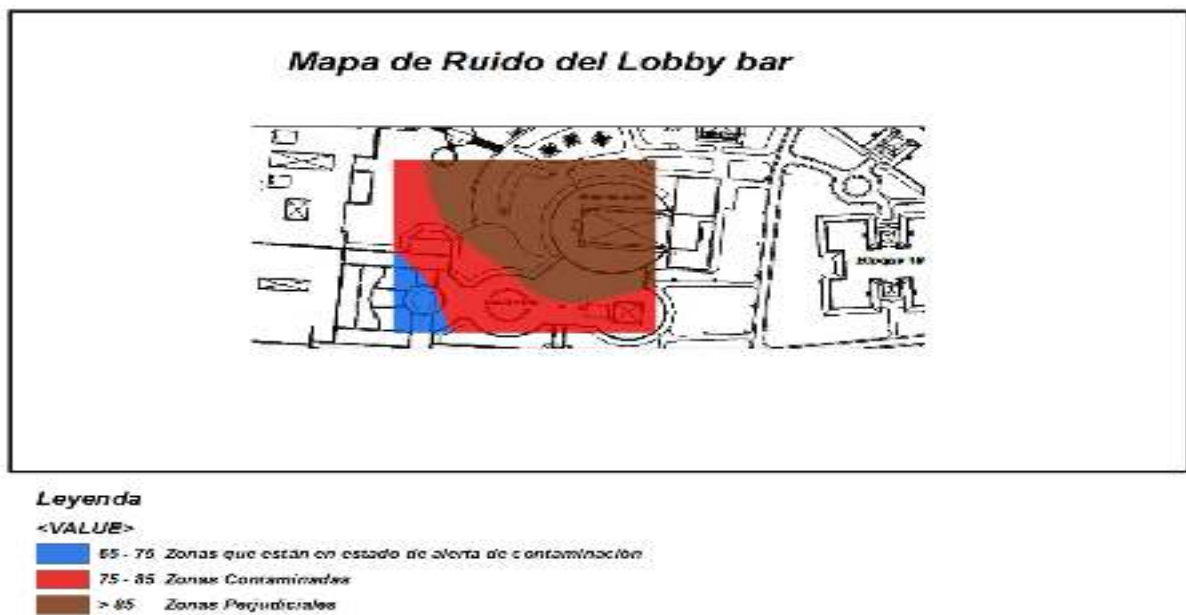 Mapa de Ruido del Lobby bar
Bloque
Leyenda
<VALUE>
65 - 75 Zonas que están en estado de alerta de contaminación
75 - 85 Zonas Contaminadas
> 85 Zonas Perjudiciales